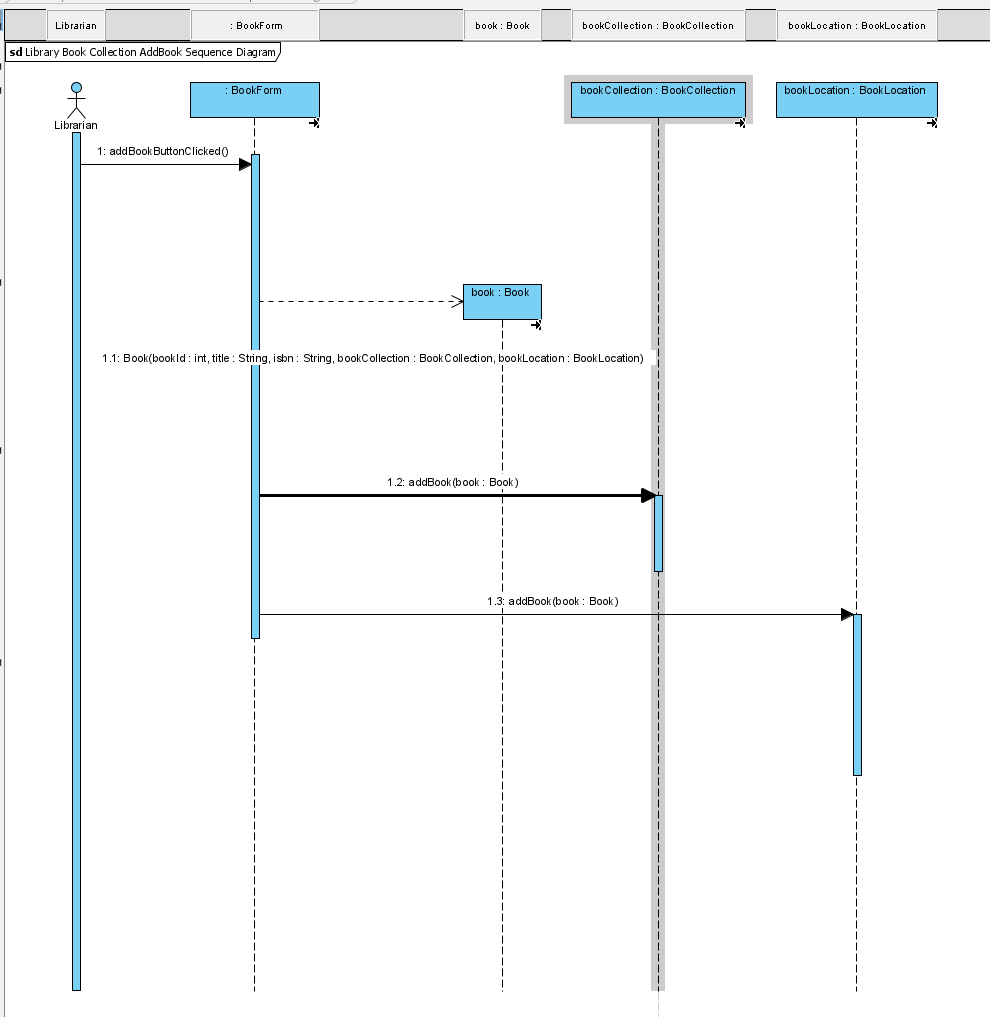 Librarian
: BookForm
book : Book
bookCollection : BookCollection
bookLocation : BookLocation
sd Library Book Collection AddBook Sequence Diagram
: BookForm
bookCollection : BookCollection
bookLocation : BookLocation
Librarian
1: addBookButtonClicked()
book : Book
1.1: Book(bookId : int, title : String, isbn : String, bookCollection : BookCollection, bookLocation : BookLocation)
1.2: addBook(book : Book)
1.3: addBook(book : Book)